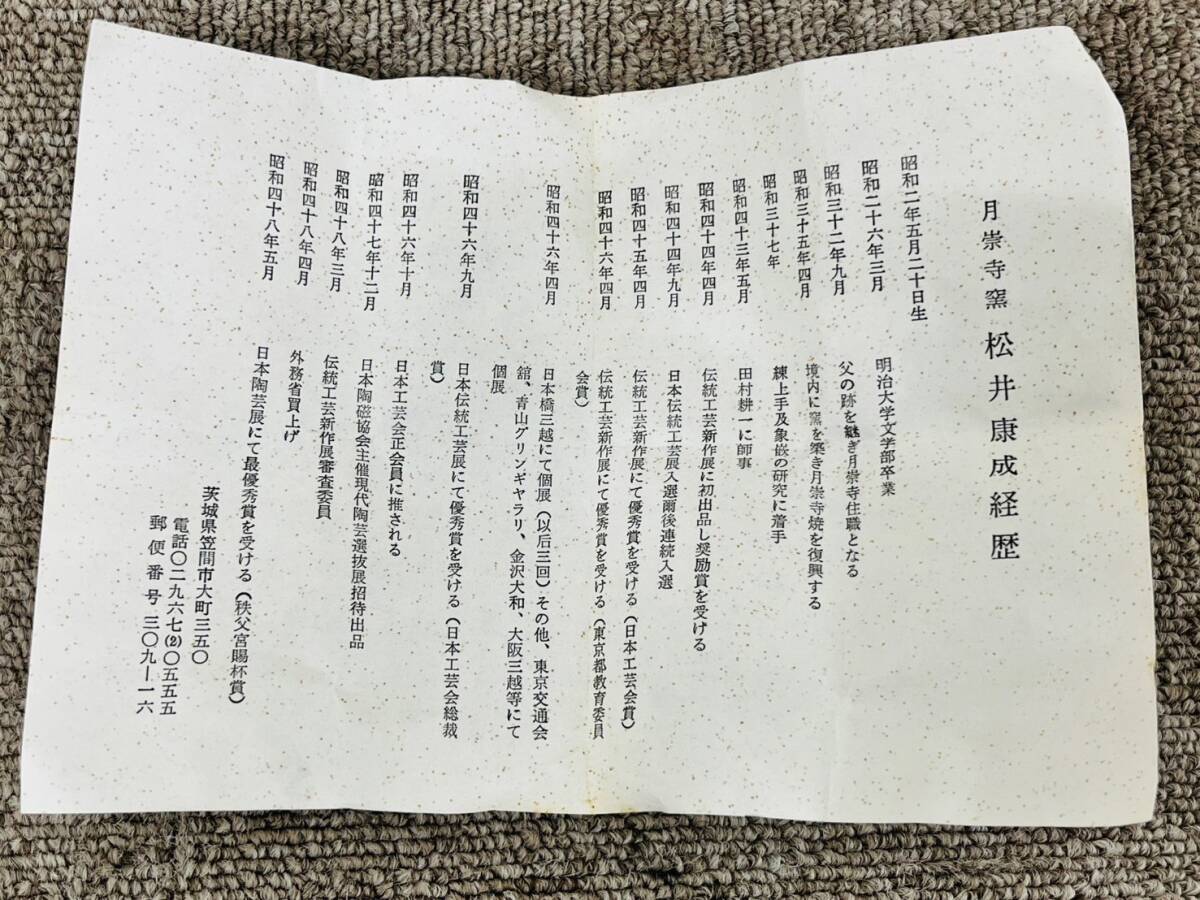 月崇寺窯　松井康成経歴
昭和二年五月二十日生
昭和二十六年三月　明治大学文学部卒業
昭和三十二年九月　父の跡を継ぎ月崇寺住職となる
昭和三十五年四月　境内に窯を築き月崇寺焼を復興する
昭和三十七年　練上手及象嵌の研究に着手
昭和四十三年五月　田村耕一に師事
昭和四十四年四月　伝統工芸新作展に初出品し奨励賞を受ける
昭和四十四年九月　日本伝統工芸展入選爾後連続入選
昭和四十五年四月　伝統工芸新作展にて優秀賞を受ける（日本工芸会賞）
昭和四十六年四月　伝統工芸新作展にて優秀賞を受ける（東京都教育委員
会賞）
昭和四十六年四月　日本橋三越にて個展（以后三回）その他、東京交通会
舘、青山グリンギャラリ、金沢大和、大阪三越等にて
個展
昭和四十六年九月　日本伝統工芸展にて優秀賞を受ける（日本工芸会総裁
賞）
昭和四十六年十月　日本工芸会正会員に推される
昭和四十七年十二月　日本陶磁協会主催現代陶芸選抜展招待出品
昭和四十八年三月　伝統工芸新作展審査委員
昭和四十八年四月　外務省買上げ
昭和四十八年五月　日本陶芸展にて最優秀賞を受ける（秩父宮賜杯賞）
茨城県笠間市大町三五〇
電話〇二九六七(2)〇五五五
郵便番号三〇九―一六